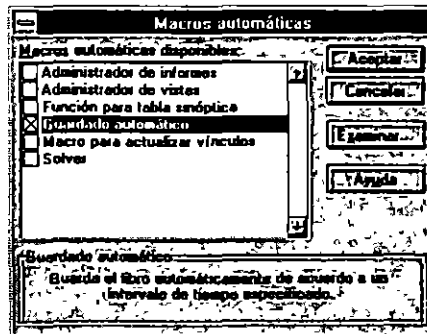 Macros automáticas
Macros automáticas disponibles:
Administrador de informes
Administrador de vistas
Función para tabla sinóptica
Guardado automático
Macro para actualizar vínculos
Solver
Aceptar
Cancelar
Examinar...
Ayuda
Guardado automático
Guarda el libro automáticamente de acuerdo a un
intervalo de tiempo especificado.